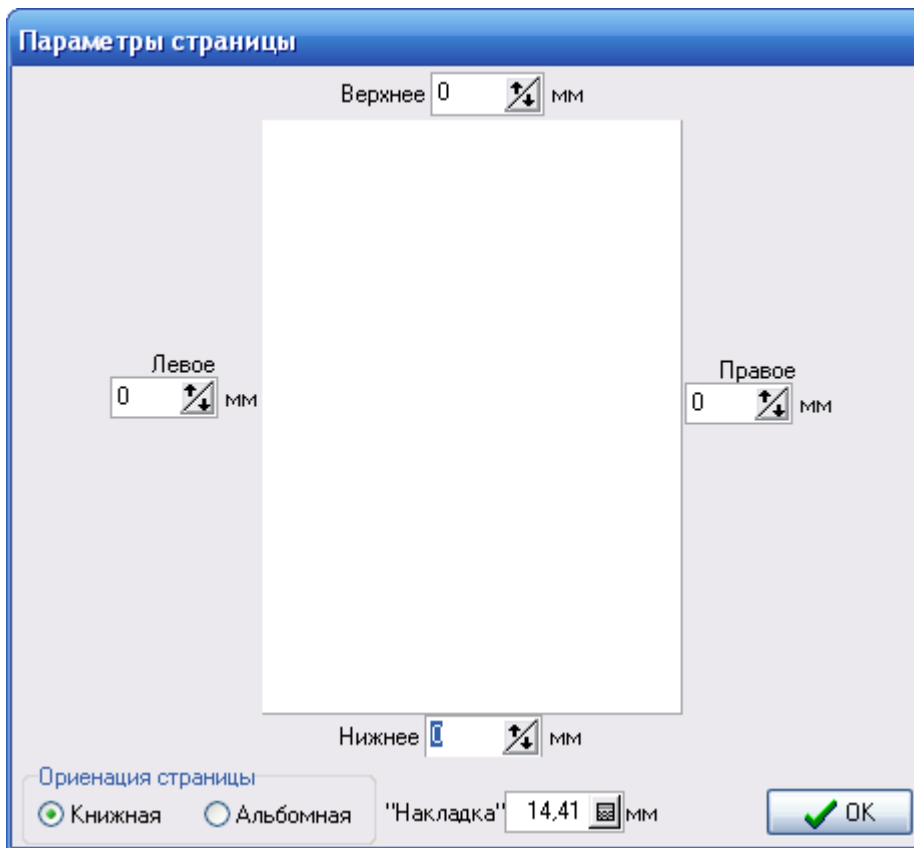 Параметры страницы
Верхнее 0 мм
Левое
0 мм
Правое
0 мм
Нижнее 0 мм
Ориенация страницы
Книжная Альбомная "Накладка" 14,41 мм OK